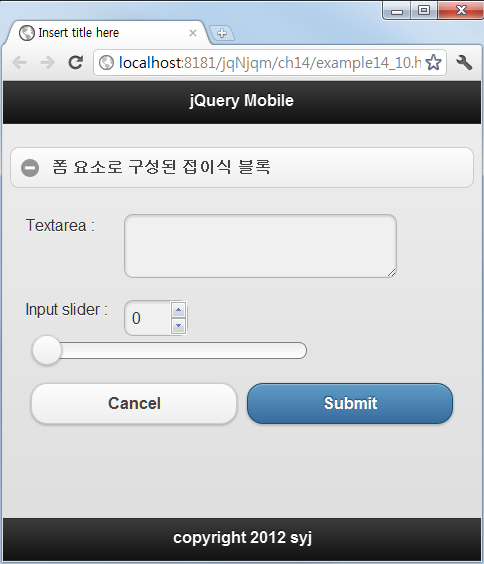 Insert title here
localhost:8181/jqNjqm/ch14/example14_10.h
jQuery Mobile
폼 요소로 구성된 접이식 블록
Textarea :
Input slider :
0
Cancel
Submit
copyright 2012 syj